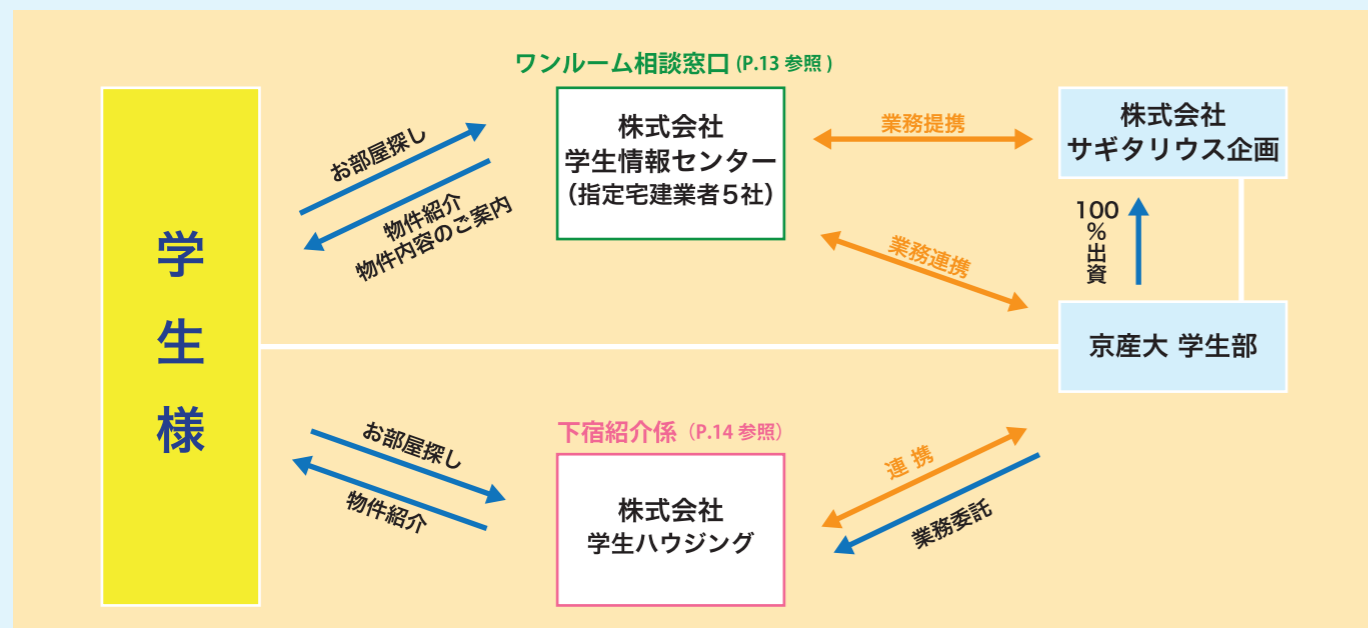 学生様
お部屋探し
物件紹介
物件内容のご案内
ワンルーム相談窓口 (P.13 参照 )
株式会社
学生情報センター
(指定宅建業者5社)
業務提携
株式会社
サギタリウス企画
100%出資
業務連携
京産大 学生部
お部屋探し
物件紹介
下宿紹介係 (P.14 参照)
株式会社
学生ハウジング
連 携
業務委託